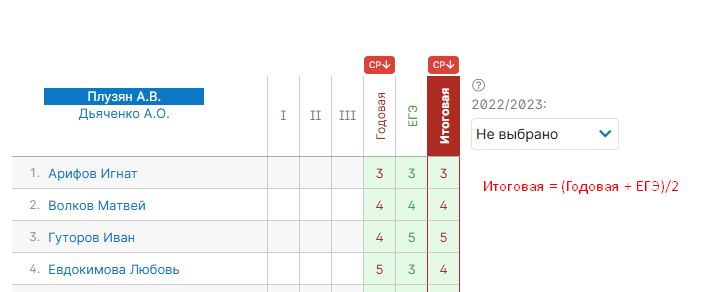 СР↓ СР↓
Плузян А.В.
Дьяченко А.О.
I II III Годовая ЕГЭ Итоговая
?
2022/2023:
Не выбрано
1. Арифов Игнат 3 3 3
Итоговая = (Годовая + ЕГЭ)/2
2. Волков Матвей 4 4 4
3. Гуторов Иван 4 5 5
4. Евдокимова Любовь 5 3 4